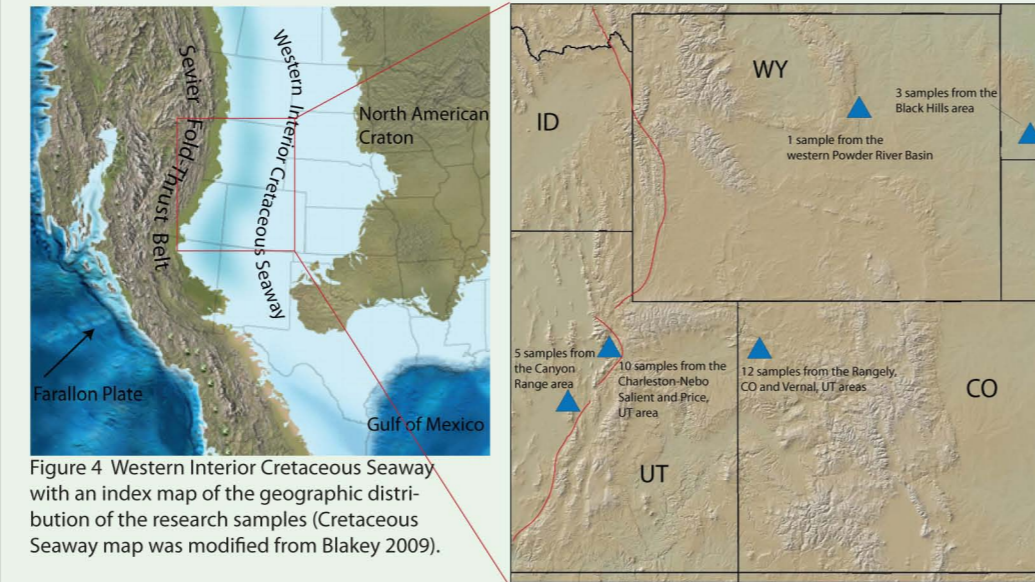 Sevier Fold-Thrust Belt
Western Interior Cretaceous Seaway
North American
Craton
Farallon Plate
Gulf of Mexico
Figure 4 Western Interior Cretaceous Seaway
with an index map of the geographic distri-
bution of the research samples (Cretaceous
Seaway map was modified from Blakey 2009).
WY
ID
3 samples from the
Black Hills area
1 sample from the
western Powder River Basin
5 samples from
the Canyon
Range area
10 samples from the
Charleston-Nebo
Salient and Price,
UT area
12 samples from the Rangely,
CO and Vernal, UT areas
CO
UT